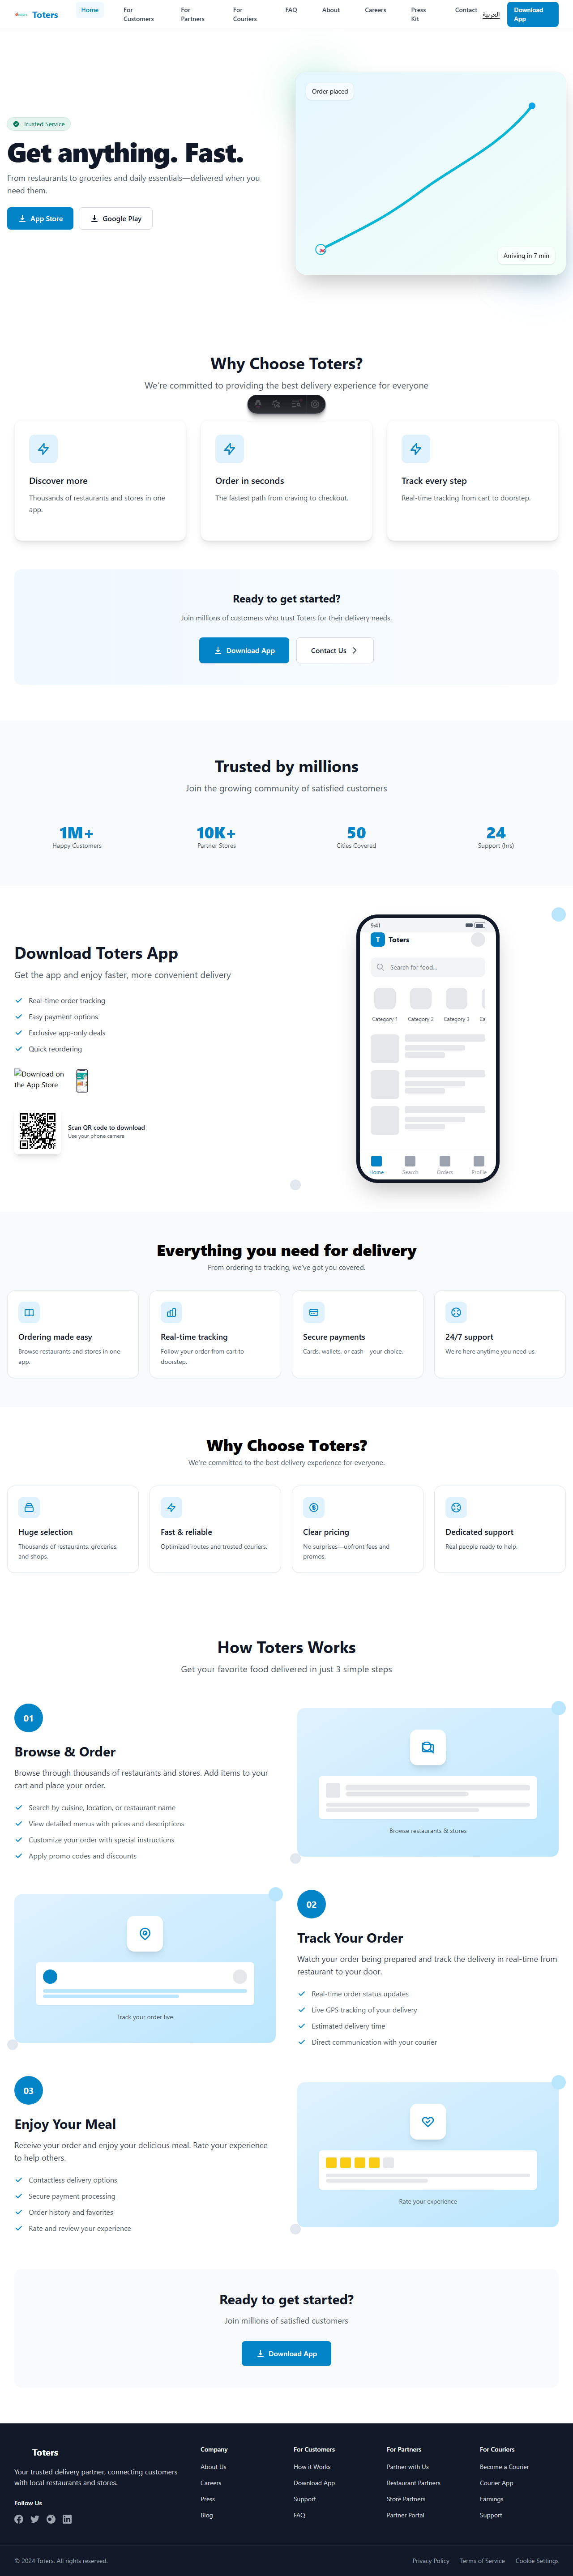 Toters
Home
For Customers
For Partners
For Couriers
FAQ
About
Careers
Press Kit
Contact
العربية
Download App
Trusted Service
Get anything. Fast.
From restaurants to groceries and daily essentials—delivered when you
need them.
App Store
Google Play
Order placed
Arriving in 7 min
Why Choose Toters?
We're committed to providing the best delivery experience for everyone
Discover more
Thousands of restaurants and stores in one
app.
Order in seconds
The fastest path from craving to checkout.
Track every step
Real-time tracking from cart to doorstep.
Ready to get started?
Join millions of customers who trust Toters for their delivery needs.
Download App
Contact Us
Trusted by millions
Join the growing community of satisfied customers
1M+
Happy Customers
10K+
Partner Stores
50
Cities Covered
24
Support (hrs)
Download Toters App
Get the app and enjoy faster, more convenient delivery
Real-time order tracking
Easy payment options
Exclusive app-only deals
Quick reordering
Download on
the App Store
Scan QR code to download
Use your phone camera
9:41
T Toters
Search for food...
Category 1
Category 2
Category 3
Ca
Home
Search
Orders
Profile
Everything you need for delivery
From ordering to tracking, we've got you covered.
Ordering made easy
Browse restaurants and stores in one
app.
Real-time tracking
Follow your order from cart to
doorstep.
Secure payments
Cards, wallets, or cash—your choice.
24/7 support
We're here anytime you need us.
Why Choose Toters?
We're committed to the best delivery experience for everyone.
Huge selection
Thousands of restaurants, groceries,
and shops.
Fast & reliable
Optimized routes and trusted couriers.
Clear pricing
No surprises—upfront fees and
promos.
Dedicated support
Real people ready to help.
How Toters Works
Get your favorite food delivered in just 3 simple steps
01
Browse & Order
Browse through thousands of restaurants and stores. Add items to your
cart and place your order.
Search by cuisine, location, or restaurant name
View detailed menus with prices and descriptions
Customize your order with special instructions
Apply promo codes and discounts
Browse restaurants & stores
Track your order live
02
Track Your Order
Watch your order being prepared and track the delivery in real-time from
restaurant to your door.
Real-time order status updates
Live GPS tracking of your delivery
Estimated delivery time
Direct communication with your courier
03
Enjoy Your Meal
Receive your order and enjoy your delicious meal. Rate your experience
to help others.
Contactless delivery options
Secure payment processing
Order history and favorites
Rate and review your experience
Rate your experience
Ready to get started?
Join millions of satisfied customers
Download App
Toters
Your trusted delivery partner, connecting customers
with local restaurants and stores.
Follow Us
Company
About Us
Careers
Press
Blog
For Customers
How it Works
Download App
Support
FAQ
For Partners
Partner with Us
Restaurant Partners
Store Partners
Partner Portal
For Couriers
Become a Courier
Courier App
Earnings
Support
© 2024 Toters. All rights reserved.
Privacy Policy
Terms of Service
Cookie Settings